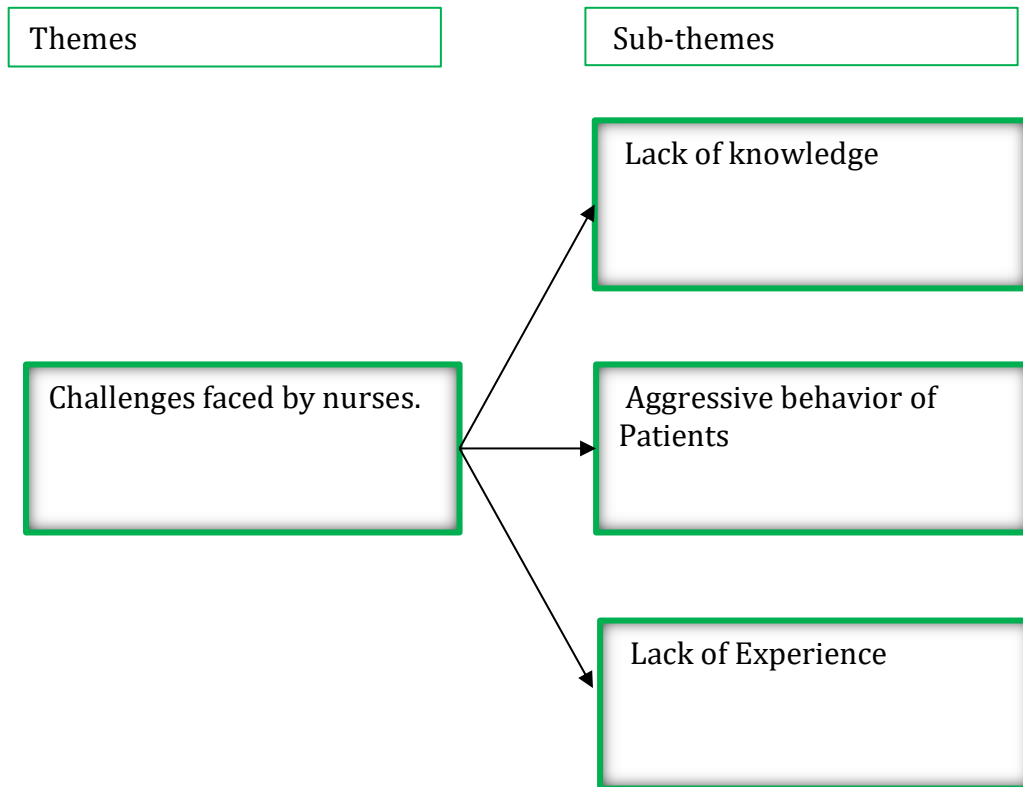 Themes
Sub-themes
Lack of knowledge
Challenges faced by nurses.
Aggressive behavior of
Patients
Lack of Experience